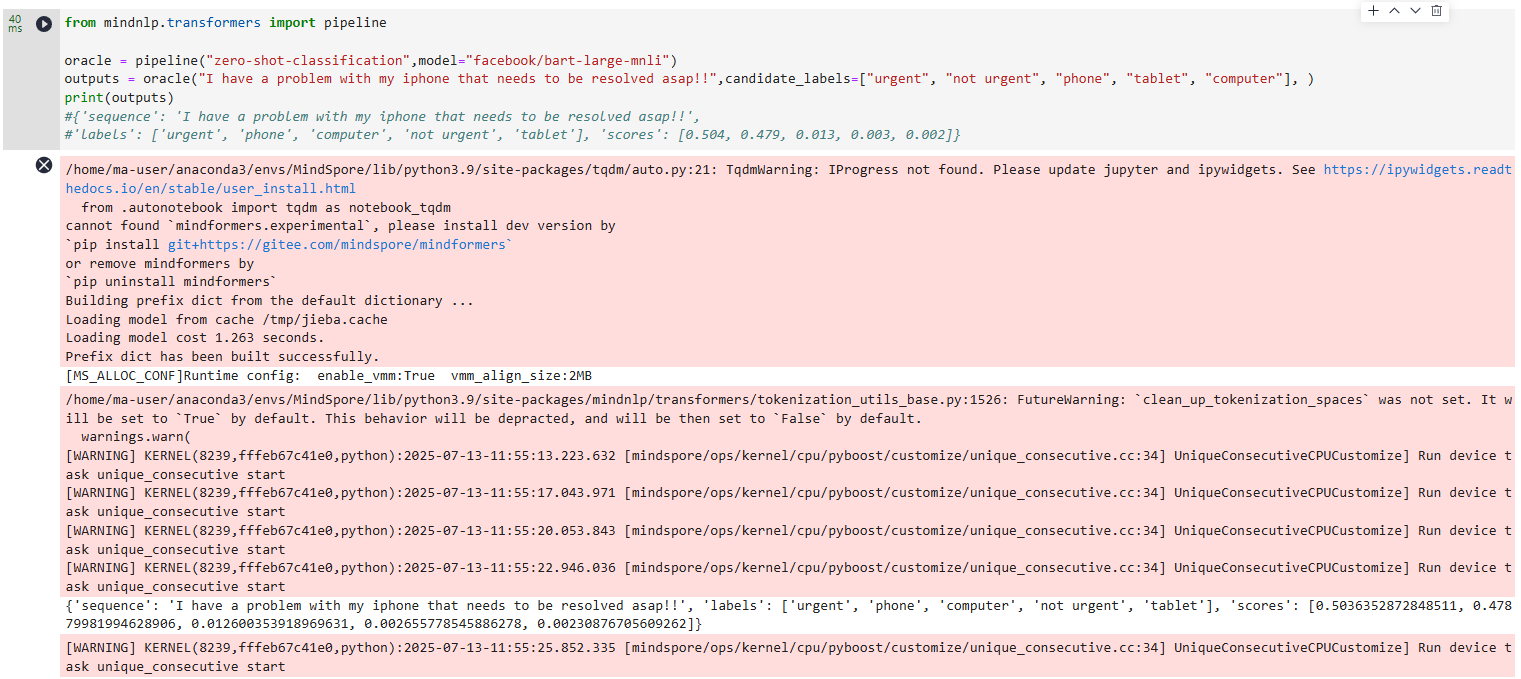 40
ms
from mindnlp.transformers import pipeline
oracle = pipeline("zero-shot-classification",model="facebook/bart-large-mnli")
outputs = oracle("I have a problem with my iphone that needs to be resolved asap!!",candidate_labels=["urgent", "not urgent", "phone", "tablet", "computer"], )
print(outputs)
#{'sequence': 'I have a problem with my iphone that needs to be resolved asap!!',
#'labels': ['urgent', 'phone', 'computer', 'not urgent', 'tablet'], 'scores': [0.504, 0.479, 0.013, 0.003, 0.002]}
/home/ma-user/anaconda3/envs/MindSpore/lib/python3.9/site-packages/tqdm/auto.py:21: TqdmWarning: IProgress not found. Please update jupyter and ipywidgets. See https://ipywidgets.readt
hedocs.io/en/stable/user_install.html
  from .autonotebook import tqdm as notebook_tqdm
cannot found `mindformers.experimental`, please install dev version by
`pip install git+https://gitee.com/mindspore/mindformers`
or remove mindformers by
`pip uninstall mindformers`
Building prefix dict from the default dictionary ...
Loading model from cache /tmp/jieba.cache
Loading model cost 1.263 seconds.
Prefix dict has been built successfully.
[MS_ALLOC_CONF]Runtime config:  enable_vmm:True  vmm_align_size:2MB
/home/ma-user/anaconda3/envs/MindSpore/lib/python3.9/site-packages/mindnlp/transformers/tokenization_utils_base.py:1526: FutureWarning: `clean_up_tokenization_spaces` was not set. It w
ill be set to `True` by default. This behavior will be depracted, and will be then set to `False` by default.
  warnings.warn(
[WARNING] KERNEL(8239,fffeb67c41e0,python):2025-07-13-11:55:13.223.632 [mindspore/ops/kernel/cpu/pyboost/customize/unique_consecutive.cc:34] UniqueConsecutiveCPUCustomize] Run device t
ask unique_consecutive start
[WARNING] KERNEL(8239,fffeb67c41e0,python):2025-07-13-11:55:17.043.971 [mindspore/ops/kernel/cpu/pyboost/customize/unique_consecutive.cc:34] UniqueConsecutiveCPUCustomize] Run device t
ask unique_consecutive start
[WARNING] KERNEL(8239,fffeb67c41e0,python):2025-07-13-11:55:20.053.843 [mindspore/ops/kernel/cpu/pyboost/customize/unique_consecutive.cc:34] UniqueConsecutiveCPUCustomize] Run device t
ask unique_consecutive start
[WARNING] KERNEL(8239,fffeb67c41e0,python):2025-07-13-11:55:22.946.036 [mindspore/ops/kernel/cpu/pyboost/customize/unique_consecutive.cc:34] UniqueConsecutiveCPUCustomize] Run device t
ask unique_consecutive start
{'sequence': 'I have a problem with my iphone that needs to be resolved asap!!', 'labels': ['urgent', 'phone', 'computer', 'not urgent', 'tablet'], 'scores': [0.5036352872848511, 0.478
79981994628906, 0.012600353918969631, 0.002655778545886278, 0.00230876705609262]}
[WARNING] KERNEL(8239,fffeb67c41e0,python):2025-07-13-11:55:25.852.335 [mindspore/ops/kernel/cpu/pyboost/customize/unique_consecutive.cc:34] UniqueConsecutiveCPUCustomize] Run device t
ask unique_consecutive start